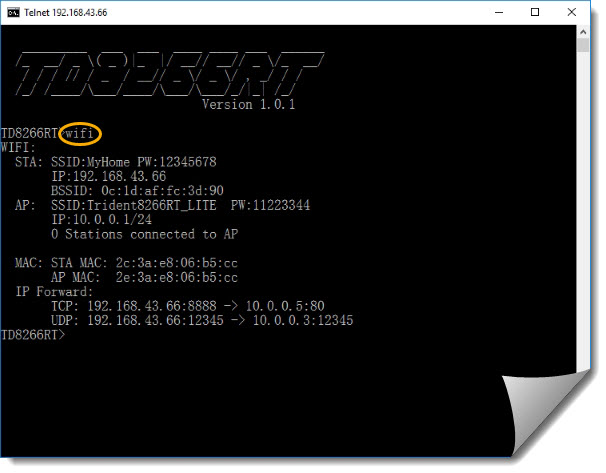 Telnet 192.168.43.66
TD8266RT
Version 1.0.1
TD8266RT>wifi
WIFI:
STA: SSID:MyHome PW:12345678
IP:192.168.43.66
BSSID: 0c:1d:af:fc:3d:90
AP: SSID:Trident8266RT_LITE PW:11223344
IP:10.0.0.1/24
0 Stations connected to AP
MAC: STA MAC: 2c:3a:e8:06:b5:cc
AP MAC: 2e:3a:e8:06:b5:cc
IP Forward:
TCP: 192.168.43.66:8888 -> 10.0.0.5:80
UDP: 192.168.43.66:12345 -> 10.0.0.3:12345
TD8266RT>